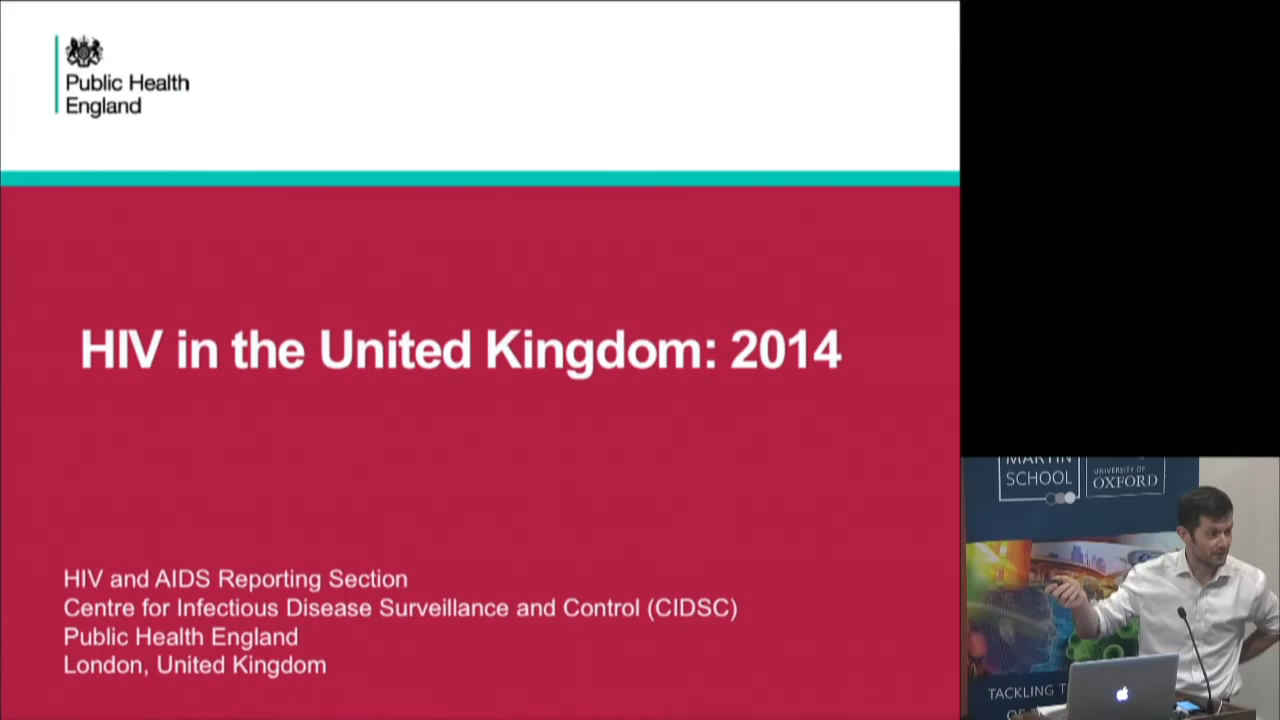 Public Health
England
HIV in the United Kingdom: 2014
HIV and AIDS Reporting Section
Centre for Infectious Disease Surveillance and Control (CIDSC)
Public Health England
London, United Kingdom
MARTIN
SCHOOL
UNIVERSITY OF
OXFORD
TACKLING